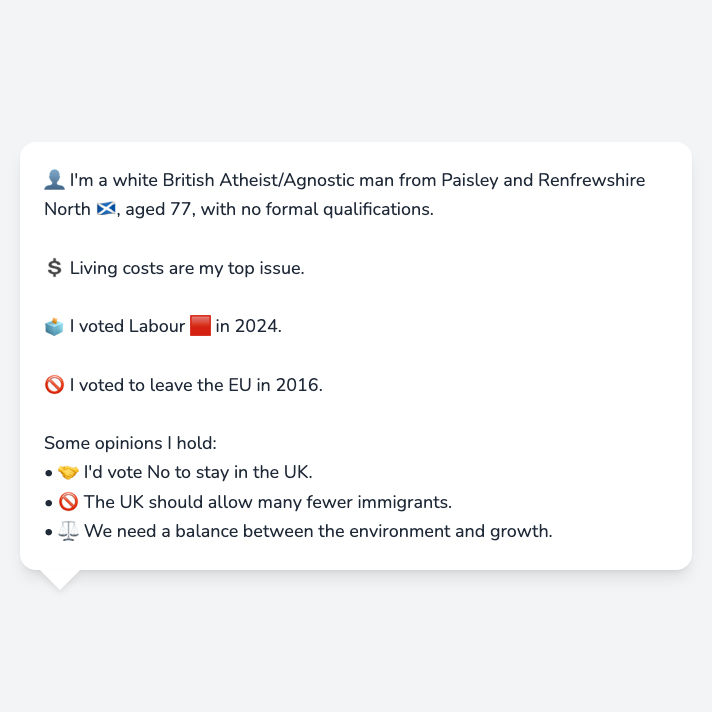 👤 I'm a white British Atheist/Agnostic man from Paisley and Renfrewshire
North 🏴󠁧󠁢󠁳󠁣󠁴󠁿, aged 77, with no formal qualifications.
💲 Living costs are my top issue.
🗳️ I voted Labour 🟥 in 2024.
🚫 I voted to leave the EU in 2016.
Some opinions I hold:
• 🤝 I'd vote No to stay in the UK.
• 🚫 The UK should allow many fewer immigrants.
• ⚖️ We need a balance between the environment and growth.